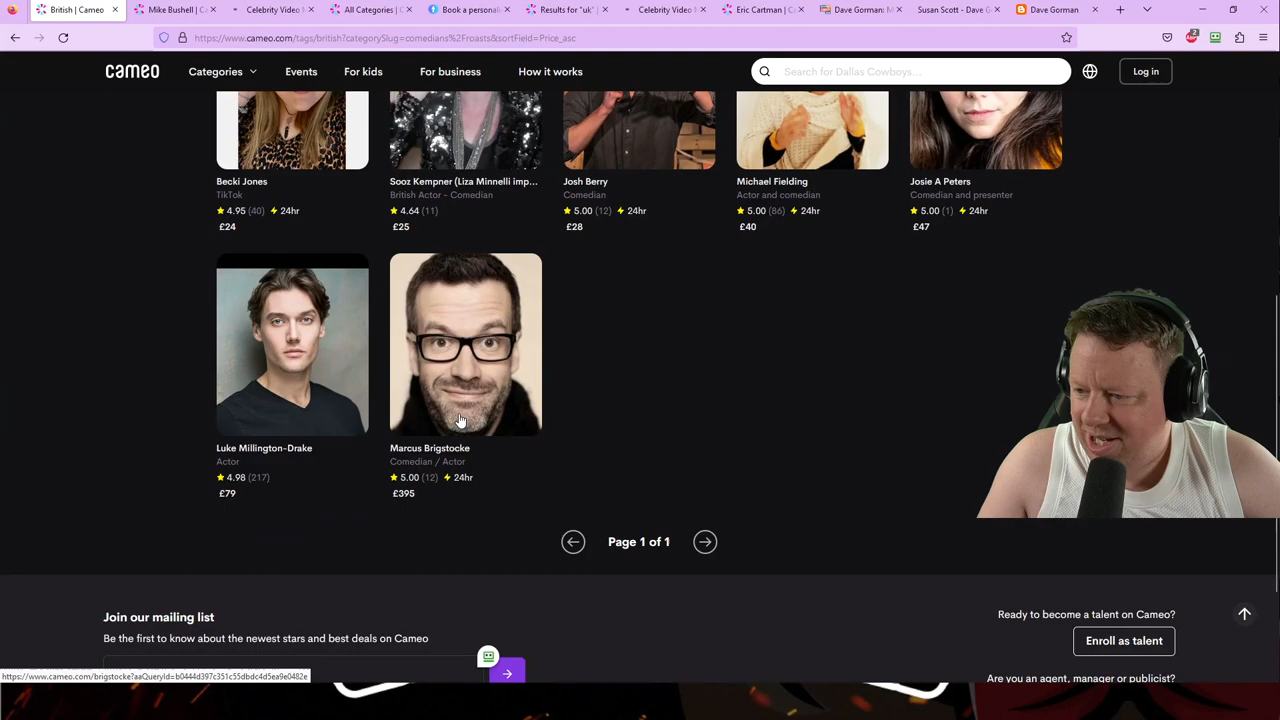 British | Cameo
Mike Bushell | Ca
Celebrity Video M
All Categories | C
Book a personali
Results for "uk" |
Celebrity Video M
Eric Cartman | Ca
Dave Gorman: M
Susan Scott - Dave G
Dave Gorman
https://www.cameo.com/tags/british?categorySlug=comedians%2Froasts&sortField=Price_asc
2
cameo
Categories
Events
For kids
For business
How it works
Search for Dallas Cowboys...
Log in
Becki Jones
TikTok
4.95 (40) 24hr
£24
Sooz Kempner (Liza Minnelli imp...
British Actor - Comedian
4.64 (11)
£25
Josh Berry
Comedian
5.00 (12) 24hr
£28
Michael Fielding
Actor and comedian
5.00 (86) 24hr
£40
Josie A Peters
Comedian and presenter
5.00 (1) 24hr
£47
Luke Millington-Drake
Actor
4.98 (217)
£79
Marcus Brigstocke
Comedian / Actor
5.00 (12) 24hr
£395
Page 1 of 1
Join our mailing list
Be the first to know about the newest stars and best deals on Cameo
Ready to become a talent on Cameo?
Enroll as talent
Are you an agent, manager or publicist?
https://www.cameo.com/brigstocke?aaQueryId=b0444d397c351c55dbdc4d5ea9e0482e